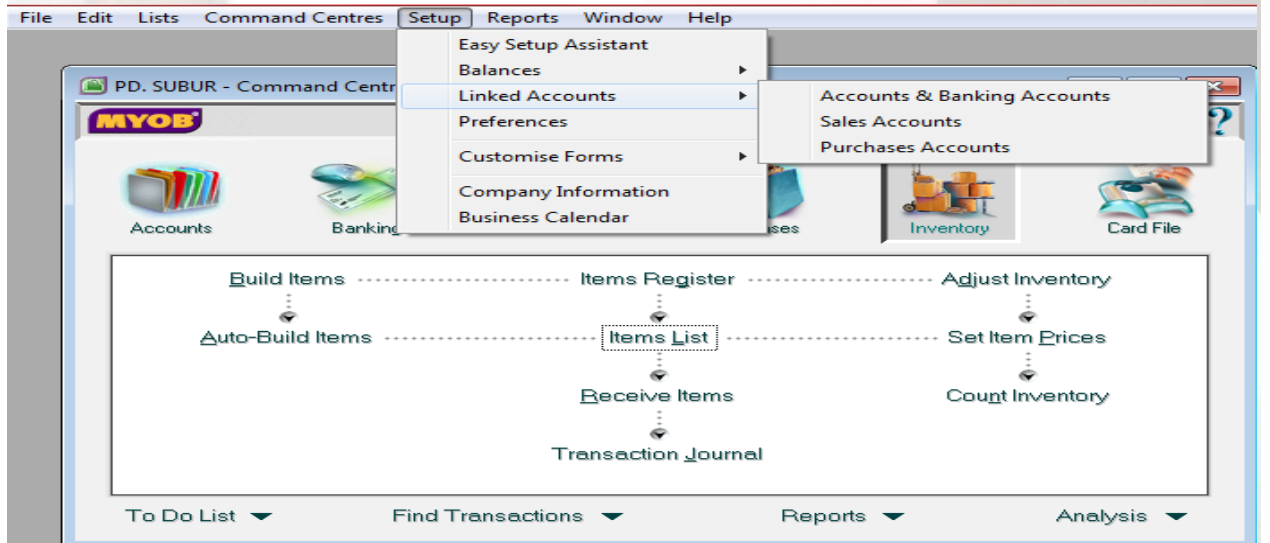 File Edit Lists Command Centres Setup Reports Window Help
Easy Setup Assistant
Balances
Linked Accounts
Preferences
Customise Forms
Company Information
Business Calendar
Accounts & Banking Accounts
Sales Accounts
Purchases Accounts
PD. SUBUR - Command Centr
MYOB
?
Accounts Banking ses Inventory Card File
Build Items Items Register Adjust Inventory
Auto-Build Items Items List Set Item Prices
Receive Items Count Inventory
Transaction Journal
To Do List Find Transactions Reports Analysis